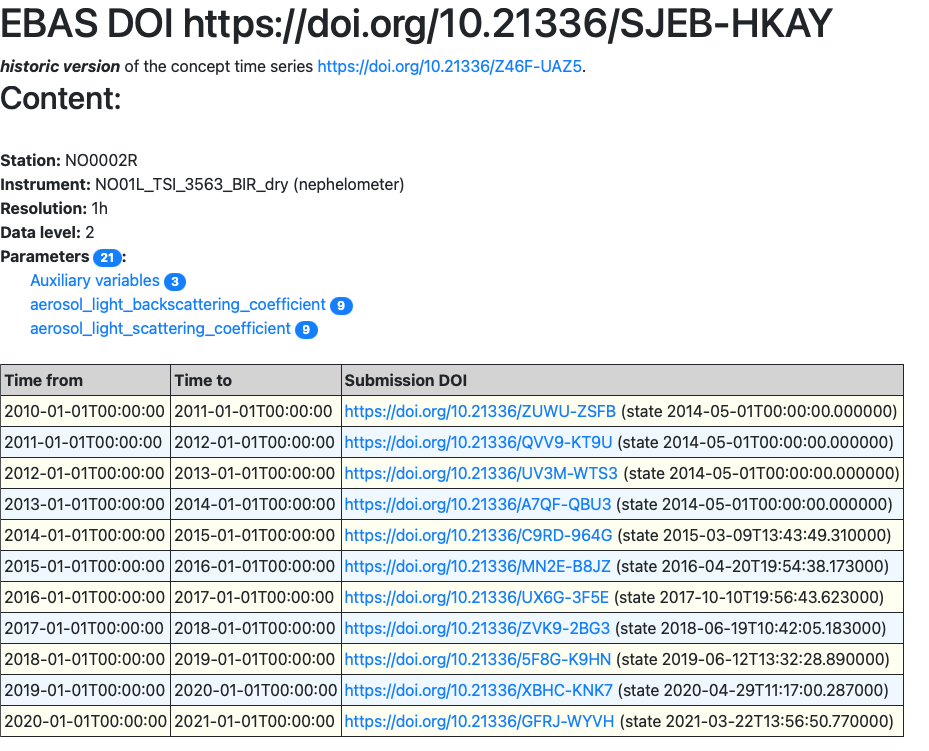 EBAS DOI https://doi.org/10.21336/SJEB-HKAY
historic version of the concept time series https://doi.org/10.21336/Z46F-UAZ5.
Content:
Station: NO0002R
Instrument: NO01L_TSI_3563_BIR_dry (nephelometer)
Resolution: 1h
Data level: 2
Parameters 21:
Auxiliary variables 3
aerosol_light_backscattering_coefficient 9
aerosol_light_scattering_coefficient 9
Time from Time to Submission DOI
2010-01-01T00:00:00 2011-01-01T00:00:00 https://doi.org/10.21336/ZUWU-ZSFB (state 2014-05-01T00:00:00.000000)
2011-01-01T00:00:00 2012-01-01T00:00:00 https://doi.org/10.21336/QVV9-KT9U (state 2014-05-01T00:00:00.000000)
2012-01-01T00:00:00 2013-01-01T00:00:00 https://doi.org/10.21336/UV3M-WTS3 (state 2014-05-01T00:00:00.000000)
2013-01-01T00:00:00 2014-01-01T00:00:00 https://doi.org/10.21336/A7QF-QBU3 (state 2014-05-01T00:00:00.000000)
2014-01-01T00:00:00 2015-01-01T00:00:00 https://doi.org/10.21336/C9RD-964G (state 2015-03-09T13:43:49.310000)
2015-01-01T00:00:00 2016-01-01T00:00:00 https://doi.org/10.21336/MN2E-B8JZ (state 2016-04-20T19:54:38.173000)
2016-01-01T00:00:00 2017-01-01T00:00:00 https://doi.org/10.21336/UX6G-3F5E (state 2017-10-10T19:56:43.623000)
2017-01-01T00:00:00 2018-01-01T00:00:00 https://doi.org/10.21336/ZVK9-2BG3 (state 2018-06-19T10:42:05.183000)
2018-01-01T00:00:00 2019-01-01T00:00:00 https://doi.org/10.21336/5F8G-K9HN (state 2019-06-12T13:32:28.890000)
2019-01-01T00:00:00 2020-01-01T00:00:00 https://doi.org/10.21336/XBHC-KNK7 (state 2020-04-29T11:17:00.287000)
2020-01-01T00:00:00 2021-01-01T00:00:00 https://doi.org/10.21336/GFRJ-WYVH (state 2021-03-22T13:56:50.770000)